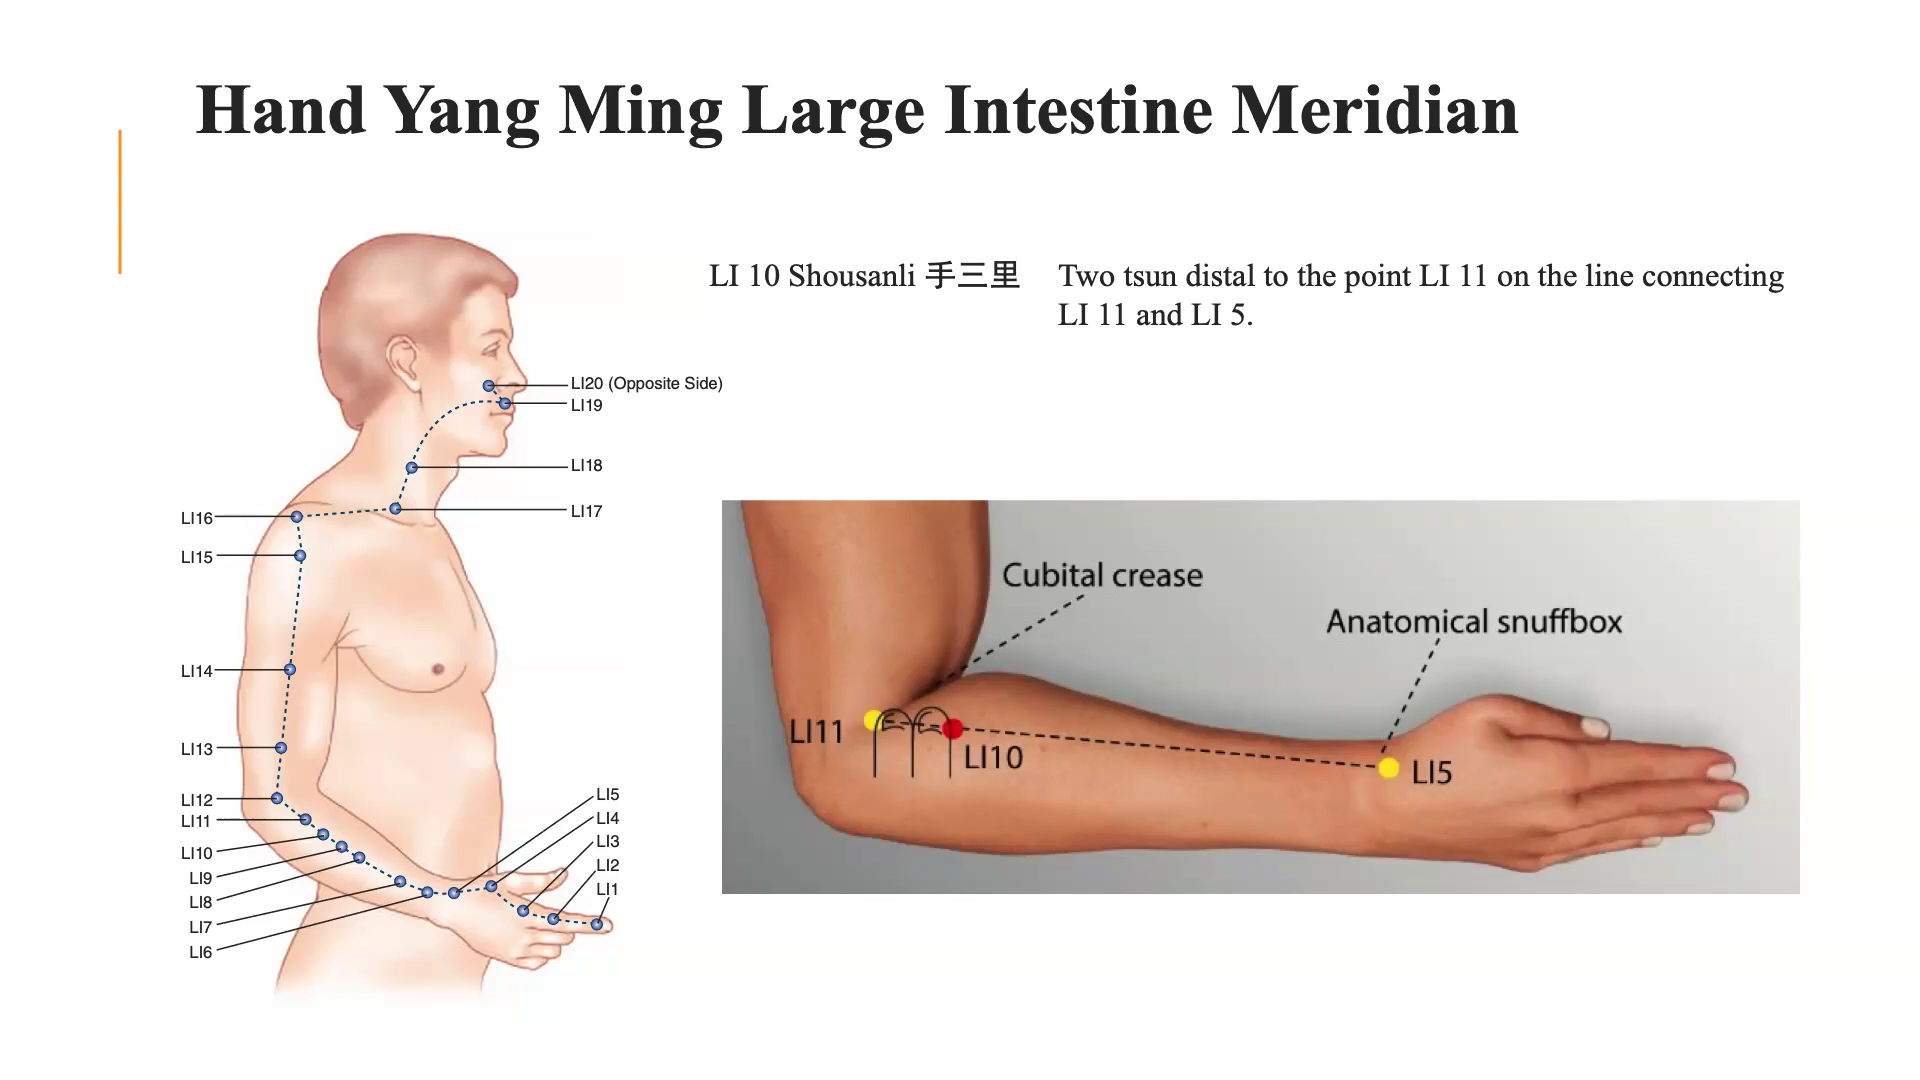 Hand Yang Ming Large Intestine Meridian
LI 10 Shousanli 手三里
Two tsun distal to the point LI 11 on the line connecting
LI 11 and LI 5.
LI20 (Opposite Side)
LI19
LI18
LI17
LI16
LI15
LI14
LI13
LI12
LI11
LI10
LI9
LI8
LI7
LI6
LI5
LI4
LI3
LI2
LI1
Cubital crease
Anatomical snuffbox
LI11
LI10
LI5